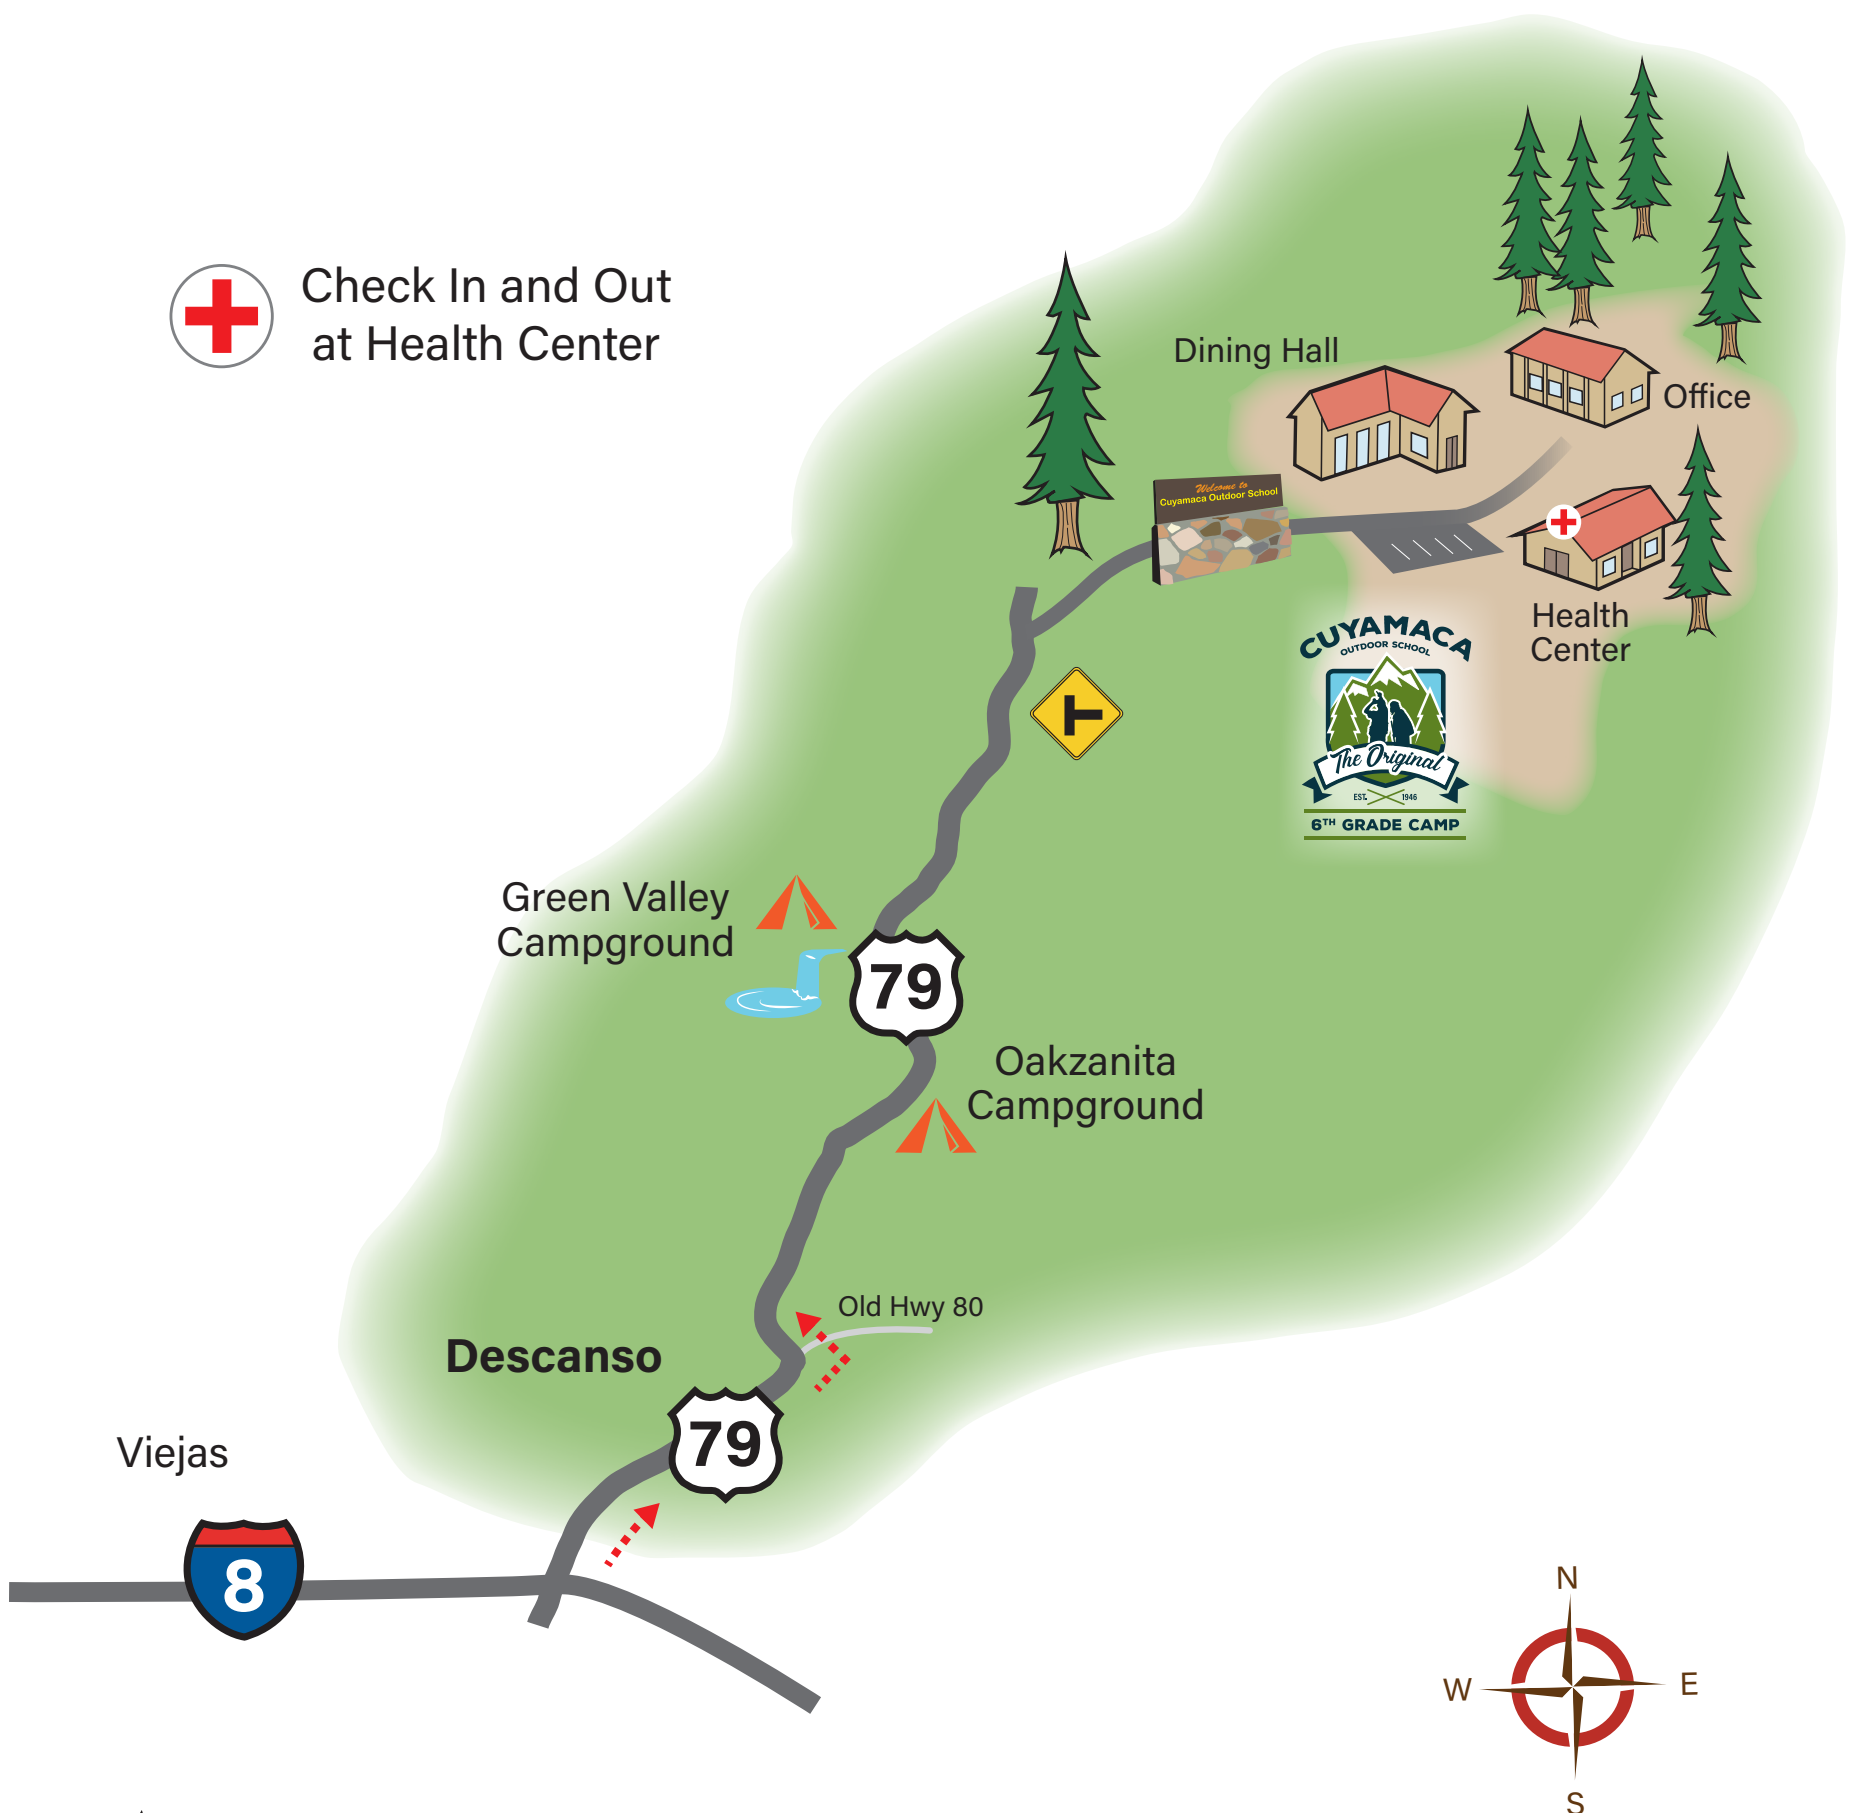 Check In and Out
at Health Center
Dining Hall
Office
Welcome to
Cuyamaca Outdoor School
Health
Center
CUYAMACA
OUTDOOR SCHOOL
The Original
EST. 1946
6TH GRADE CAMP
Green Valley
Campground
79
Oakzanita
Campground
Old Hwy 80
Descanso
79
Viejas
8
N
W E
S